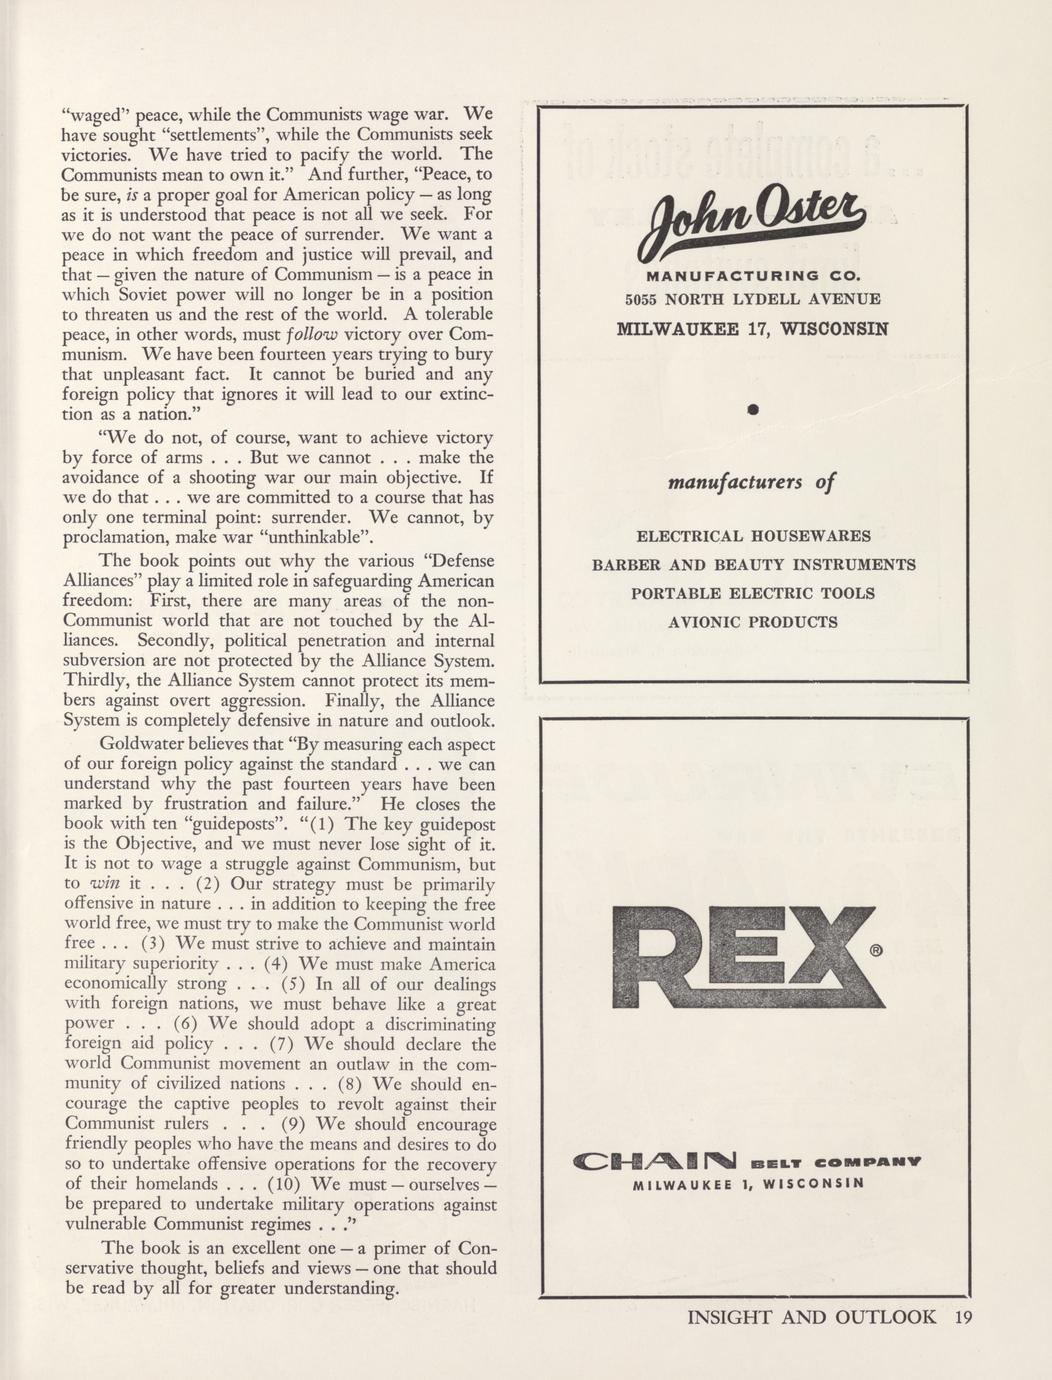 “waged” peace, while the Communists wage war. We
have sought “settlements”, while the Communists seek
victories. We have tried to pacify the world. The
Communists mean to own it.” And further, “Peace, to
be sure, is a proper goal for American policy — as long
as it is understood that peace is not all we seek. For
we do not want the peace of surrender. We want a
peace in which freedom and justice will prevail, and
that — given the nature of Communism — is a peace in
which Soviet power will no longer be in a position
to threaten us and the rest of the world. A tolerable
peace, in other words, must follow victory over Com-
munism. We have been fourteen years trying to bury
that unpleasant fact. It cannot be buried and any
foreign policy that ignores it will lead to our extinc-
tion as a nation.”
“We do not, of course, want to achieve victory
by force of arms . . . But we cannot . . . make the
avoidance of a shooting war our main objective. If
we do that . . . we are committed to a course that has
only one terminal point: surrender. We cannot, by
proclamation, make war “unthinkable”.
The book points out why the various “Defense
Alliances” play a limited role in safeguarding American
freedom: First, there are many areas of the non-
Communist world that are not touched by the Al-
liances. Secondly, political penetration and internal
subversion are not protected by the Alliance System.
Thirdly, the Alliance System cannot protect its mem-
bers against overt aggression. Finally, the Alliance
System is completely defensive in nature and outlook.
Goldwater believes that “By measuring each aspect
of our foreign policy against the standard . . . we can
understand why the past fourteen years have been
marked by frustration and failure.” He closes the
book with ten “guideposts”. “(1) The key guidepost
is the Objective, and we must never lose sight of it.
It is not to wage a struggle against Communism, but
to win it . . . (2) Our strategy must be primarily
offensive in nature . . . in addition to keeping the free
world free, we must try to make the Communist world
free . . . (3) We must strive to achieve and maintain
military superiority . . . (4) We must make America
economically strong . . . (5) In all of our dealings
with foreign nations, we must behave like a great
power . . . (6) We should adopt a discriminating
foreign aid policy . . . (7) We should declare the
world Communist movement an outlaw in the com-
munity of civilized nations . . . (8) We should en-
courage the captive peoples to revolt against their
Communist rulers . . . (9) We should encourage
friendly peoples who have the means and desires to do
so to undertake offensive operations for the recovery
of their homelands . . . (10) We must — ourselves —
be prepared to undertake military operations against
vulnerable Communist regimes . . .”
The book is an excellent one — a primer of Con-
servative thought, beliefs and views — one that should
be read by all for greater understanding.
John Oster
MANUFACTURING CO.
5055 NORTH LYDELL AVENUE
MILWAUKEE 17, WISCONSIN
•
manufacturers of
ELECTRICAL HOUSEWARES
BARBER AND BEAUTY INSTRUMENTS
PORTABLE ELECTRIC TOOLS
AVIONIC PRODUCTS
REX®
CHAIN BELT COMPANY
MILWAUKEE 1, WISCONSIN
INSIGHT AND OUTLOOK 19